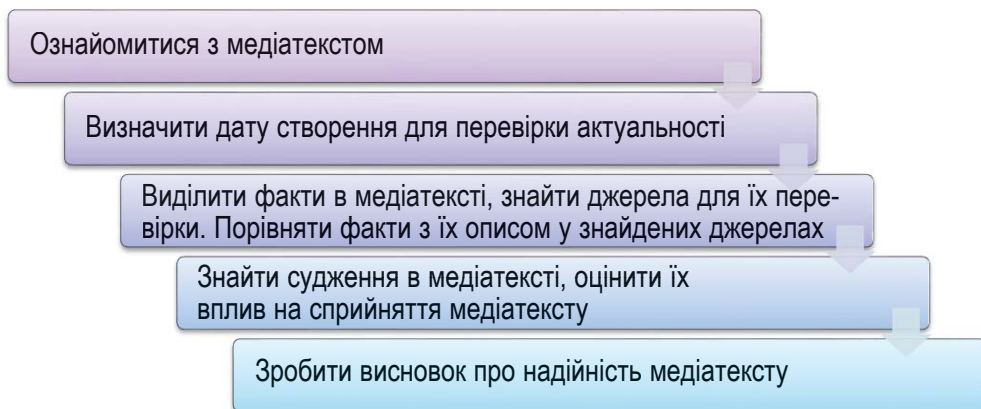 Ознайомитися з медіатекстом
Визначити дату створення для перевірки актуальності
Виділити факти в медіатексті, знайти джерела для їх пере-
вірки. Порівняти факти з їх описом у знайдених джерелах
Знайти судження в медіатексті, оцінити їх
вплив на сприйняття медіатексту
Зробити висновок про надійність медіатексту